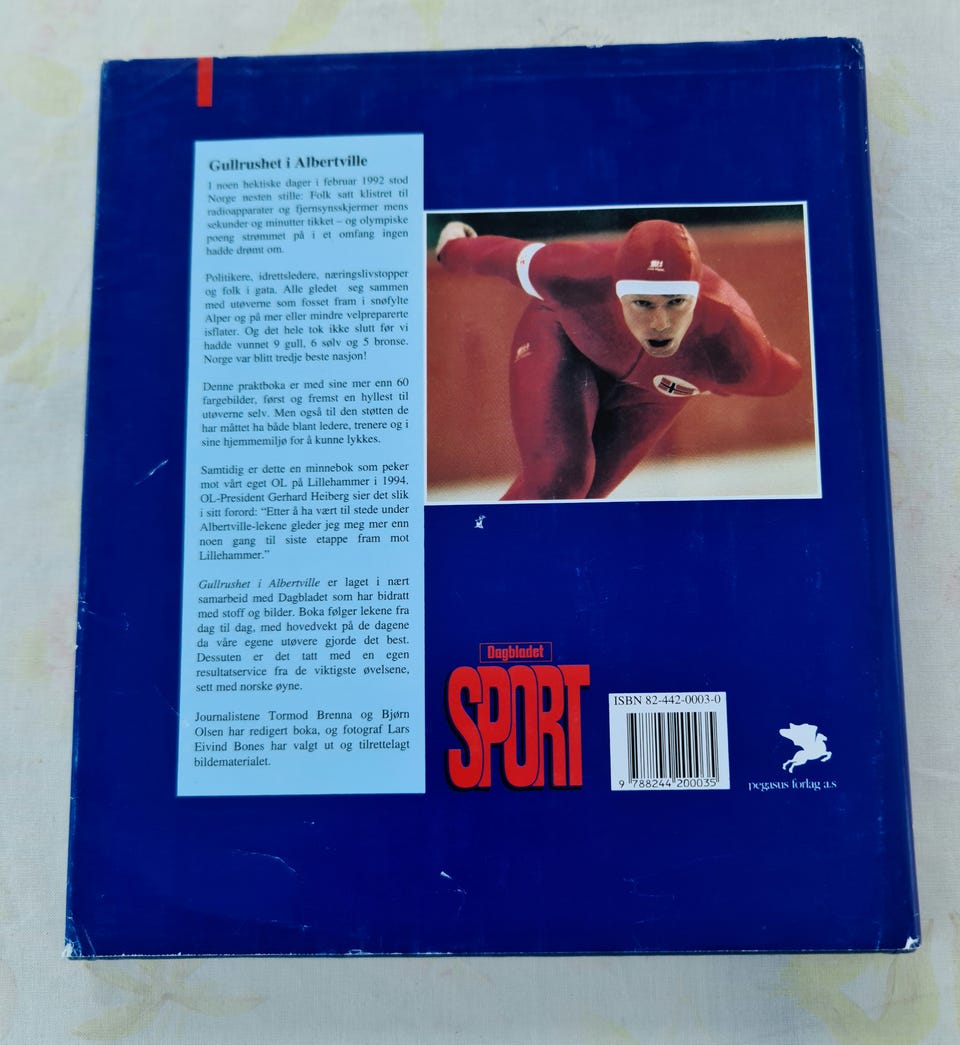 Gullrushet i Albertville
I noen hektiske dager i februar 1992 stod
Norge nesten stille: Folk satt klistret til
radioapparater og fjernsynsskjermer mens
sekunder og minutter tikket – og olympiske
poeng strømmet på i et omfang ingen
hadde drømt om.
Politikere, idrettsledere, næringslivstopper
og folk i gata. Alle gledet seg sammen
med utøverne som fosset fram i snøfylte
Alper og på mer eller mindre velpreparerte
isflater. Og det hele tok ikke slutt før vi
hadde vunnet 9 gull, 6 sølv og 5 bronse.
Norge var blitt tredje beste nasjon!
Denne praktboka er med sine mer enn 60
fargebilder, først og fremst en hyllest til
utøverne selv. Men også til den støtten de
har måttet ha både blant ledere, trenere og i
sine hjemmemiljø for å kunne lykkes.
Samtidig er dette en minnebok som peker
mot vårt eget OL på Lillehammer i 1994.
OL-President Gerhard Heiberg sier det slik
i sitt forord: “Etter å ha vært til stede under
Albertville-lekene gleder jeg meg mer enn
noen gang til siste etappe fram mot
Lillehammer.”
Gullrushet i Albertville er laget i nært
samarbeid med Dagbladet som har bidratt
med stoff og bilder. Boka følger lekene fra
dag til dag, med hovedvekt på de dagene
da våre egne utøvere gjorde det best.
Dessuten er det tatt med en egen
resultatservice fra de viktigste øvelsene,
sett med norske øyne.
Journalistene Tormod Brenna og Bjørn
Olsen har redigert boka, og fotograf Lars
Eivind Bones har valgt ut og tilrettelagt
bildematerialet.
Dagbladet
SPORT
ISBN 82-442-0003-0
9 788244 200035
pegasus forlag a.s